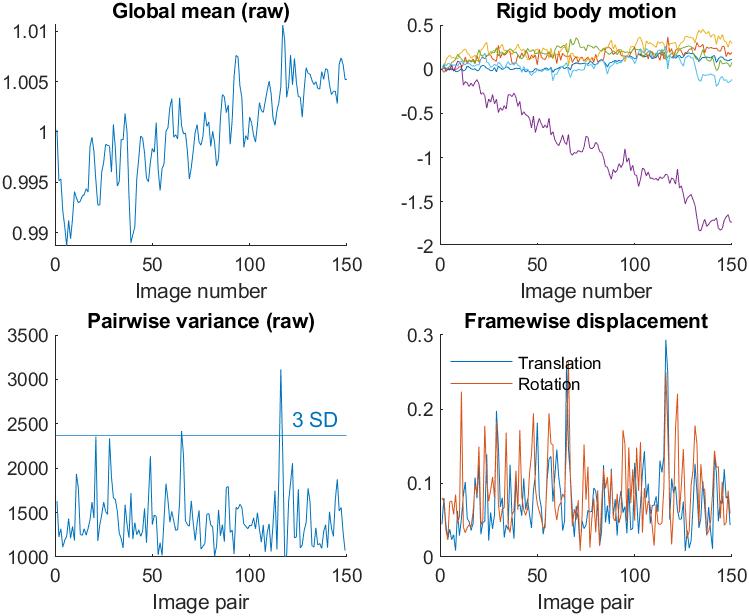 Global mean (raw)
1.01
1.005
1
0.995
0.99
0 50 100 150
Image number
Rigid body motion
0.5
0
-0.5
-1
-1.5
-2
0 50 100 150
Image number
Pairwise variance (raw)
3500
3000
2500
2000
1500
1000
3 SD
0 50 100 150
Image pair
Framewise displacement
0.3
0.2
0.1
0
Translation
Rotation
0 50 100 150
Image pair